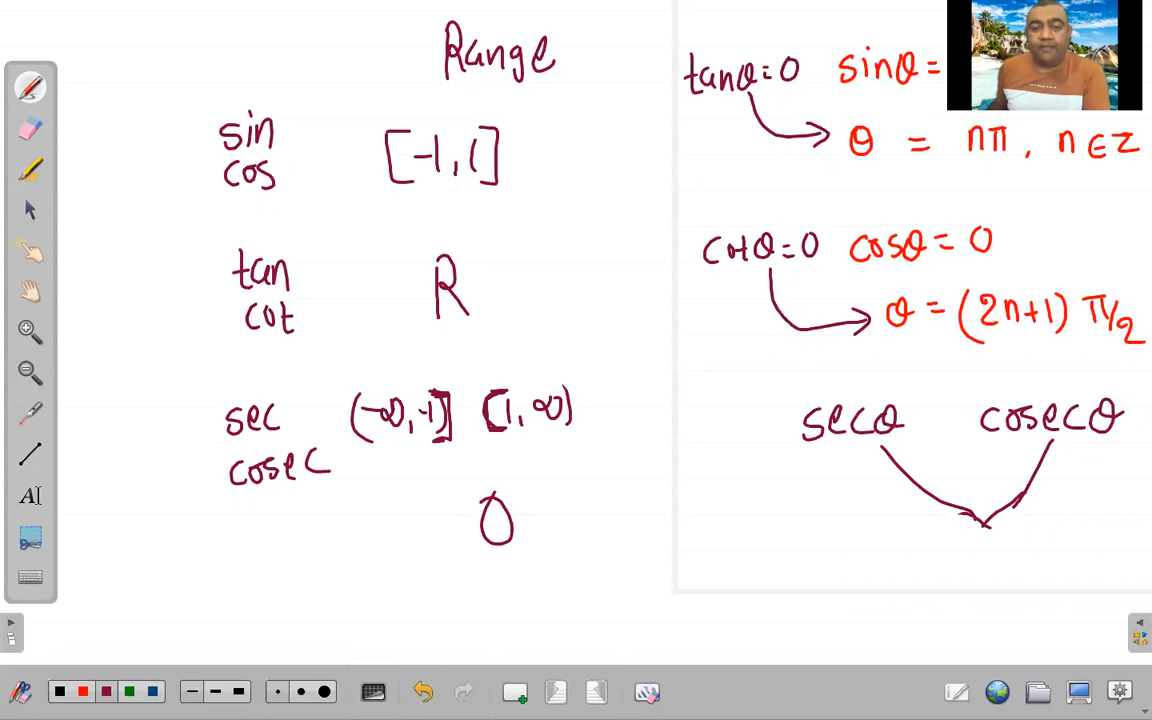 Range
sin
cos [-1,1]
tan
cot R
sec (-∞,-1] [1,∞)
cosec
0
tanθ=0 sinθ=
θ = nπ, n∈Z
cotθ=0 cosθ=0
θ=(2n+1) π/2
secθ cosecθ
A